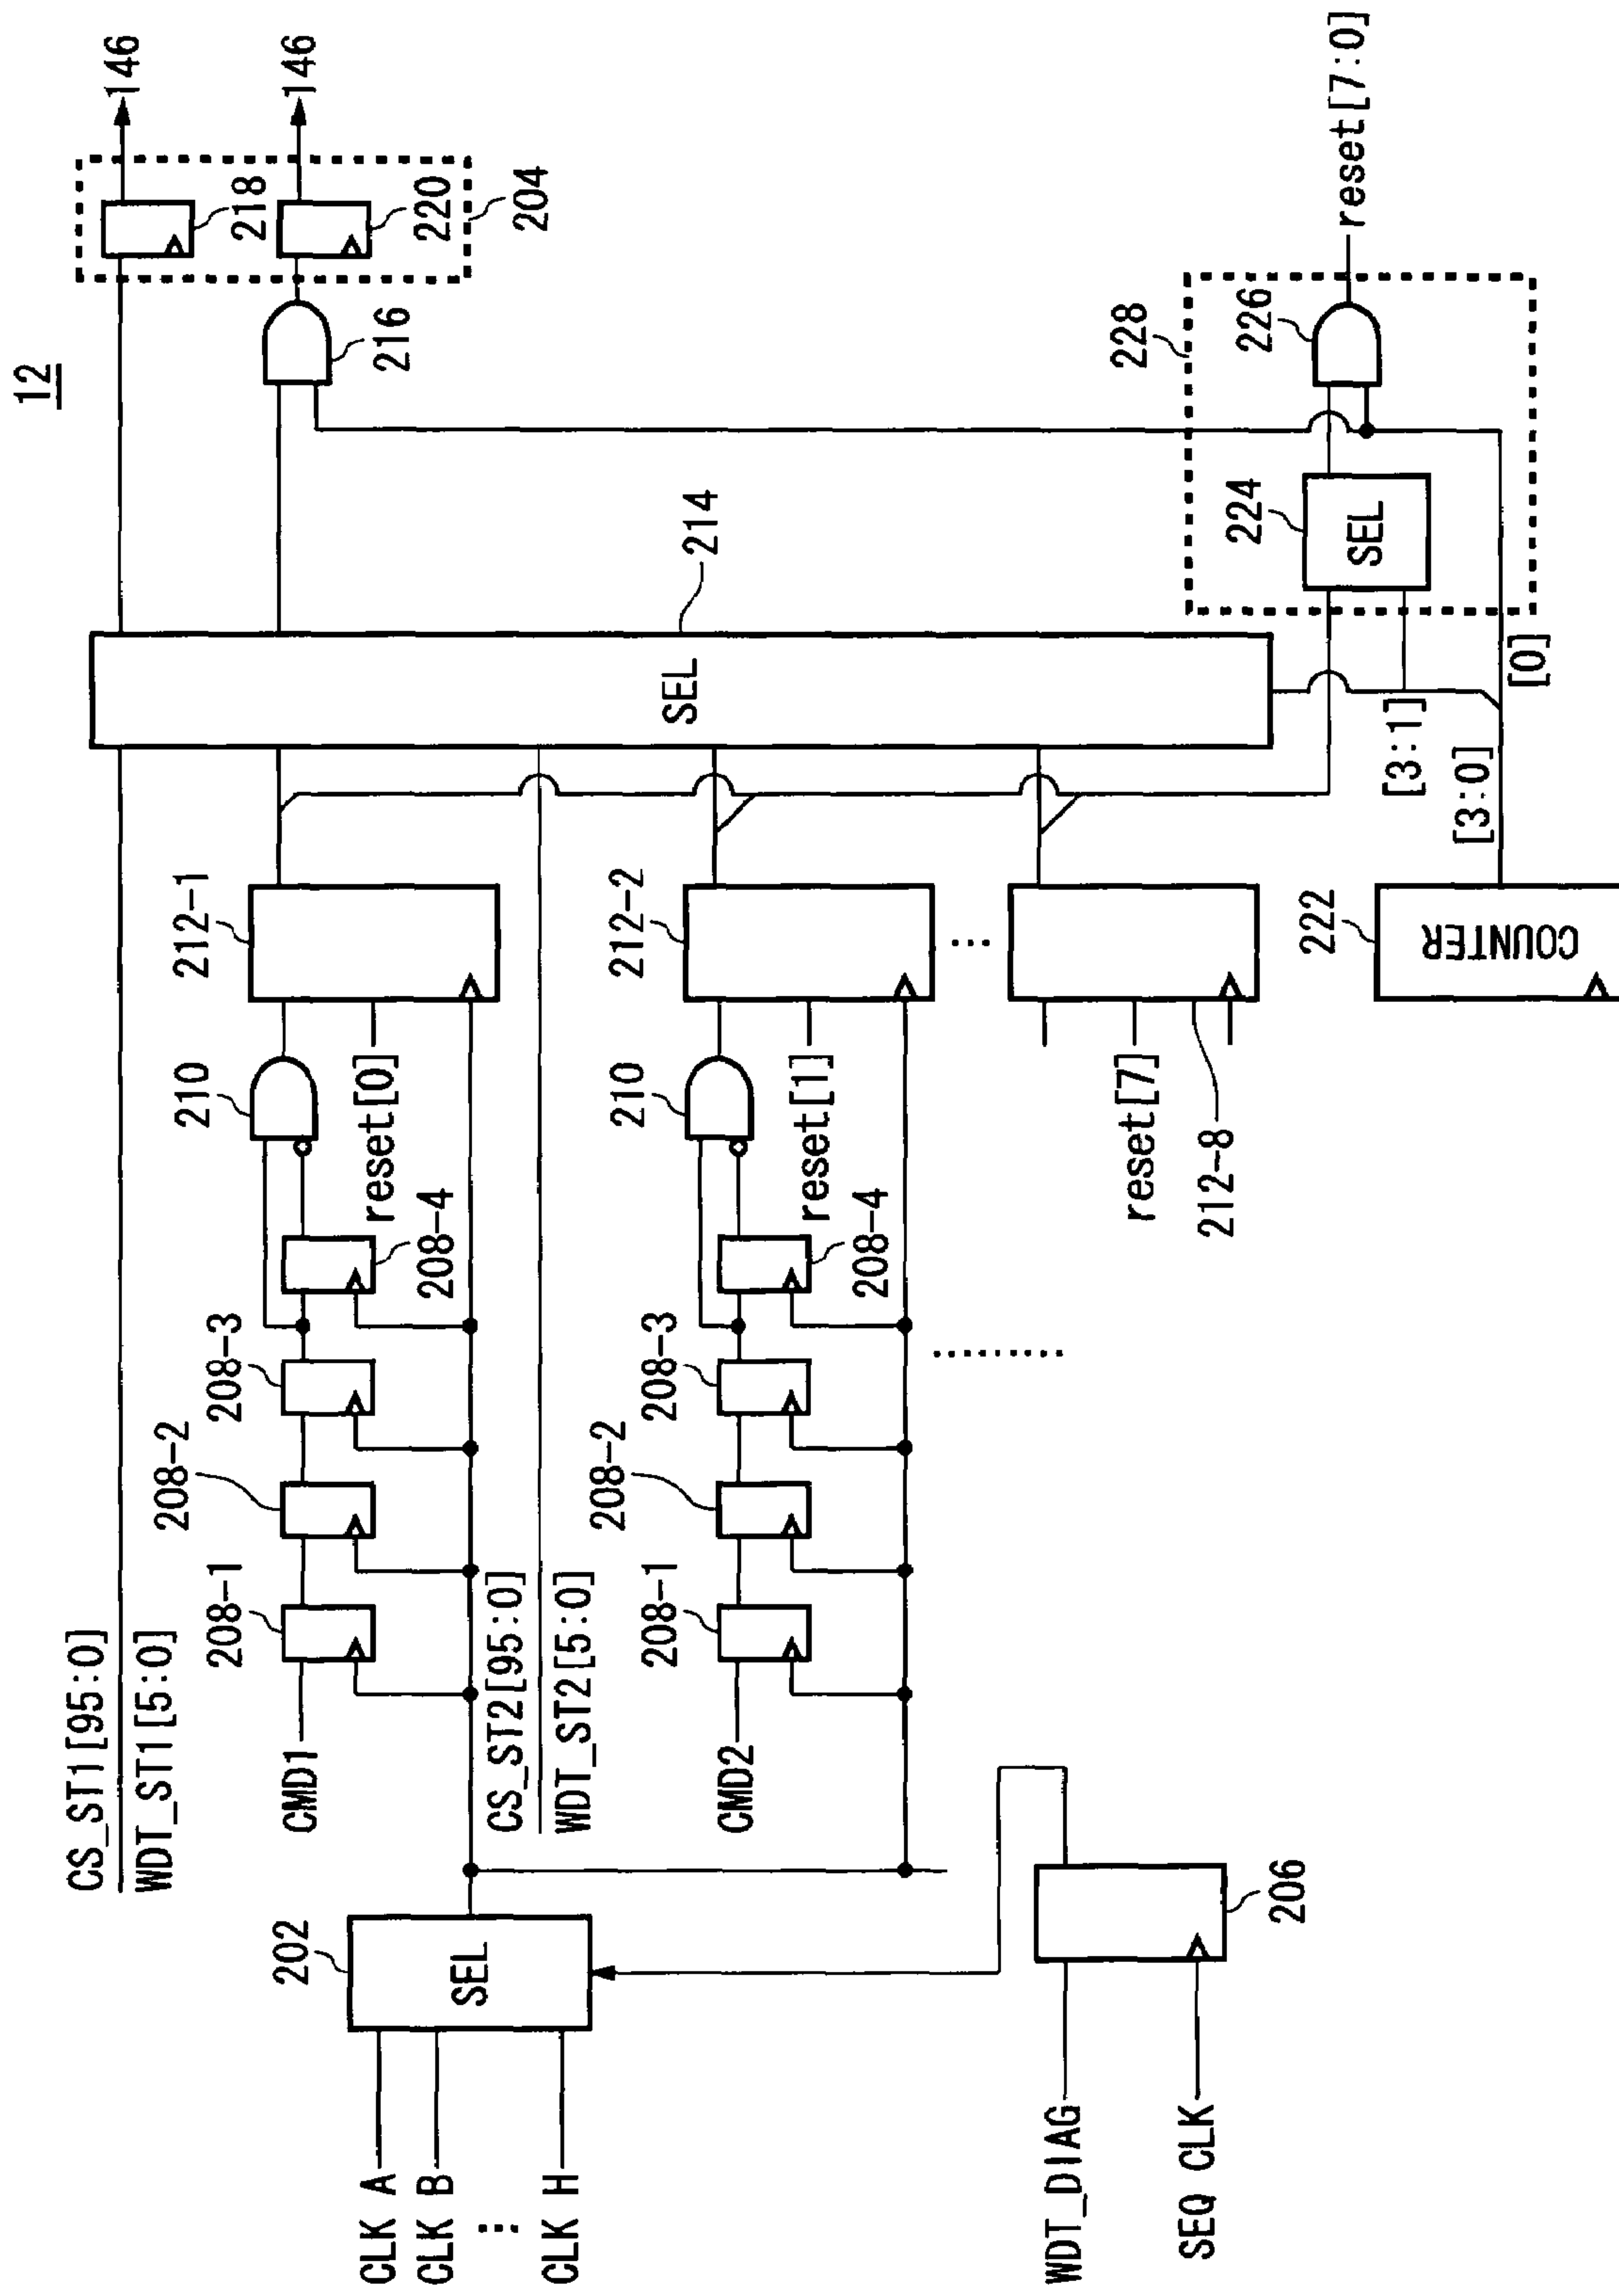 12
CS_ST1[95:0]
WDT_ST1[5:0]
146
218
146
220
204
216
CMD1
208-1
208-2
208-3
208-4
210
reset[0]
212-1
CS_ST2[95:0]
WDT_ST2[5:0]
CMD2
208-1
208-2
208-3
208-4
210
reset[1]
212-2
...
reset[7]
212-8
SEL
214
202
SEL
CLK A
CLK B
...
CLK H
WDT_DIAG
SEQ CLK
206
222
COUNTER
[3:0]
[3:1]
[0]
228
224
SEL
226
reset[7:0]